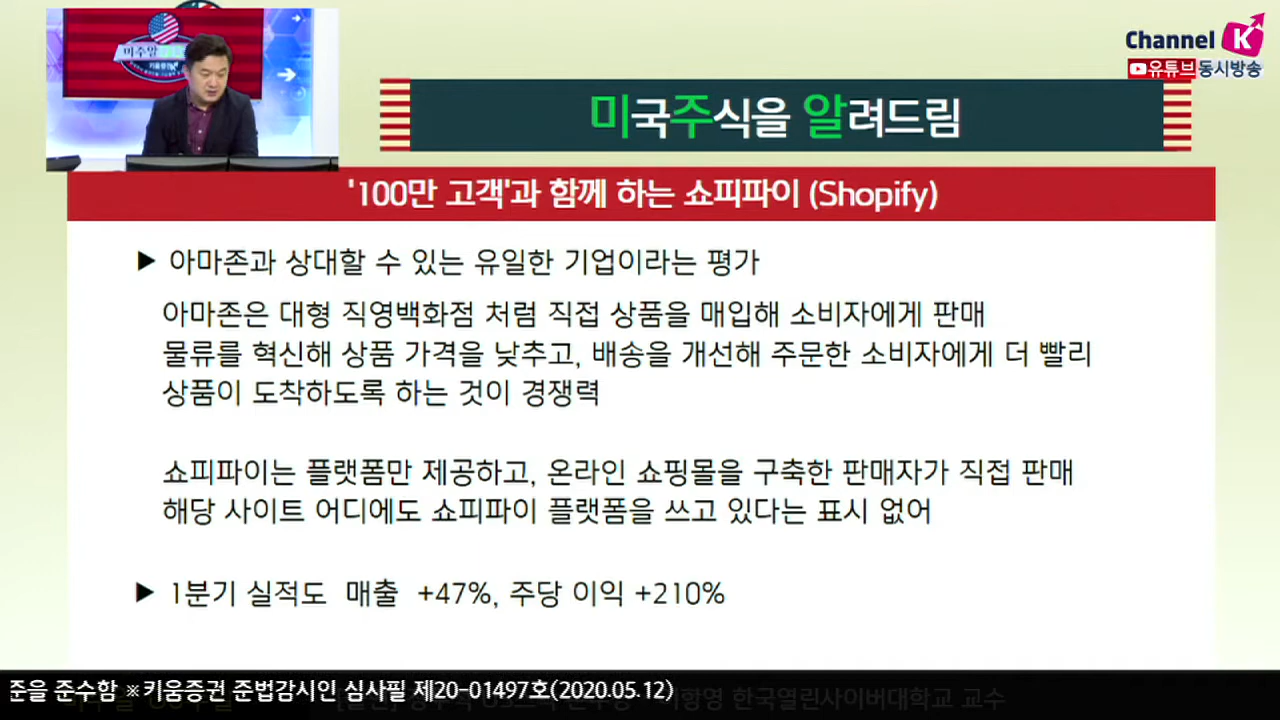 Channel K
유튜브동시방송
미주알
미국주식을 알려드림
'100만 고객'과 함께 하는 쇼피파이 (Shopify)
▶ 아마존과 상대할 수 있는 유일한 기업이라는 평가
아마존은 대형 직영백화점 처럼 직접 상품을 매입해 소비자에게 판매
물류를 혁신해 상품 가격을 낮추고, 배송을 개선해 주문한 소비자에게 더 빨리
상품이 도착하도록 하는 것이 경쟁력
쇼피파이는 플랫폼만 제공하고, 온라인 쇼핑몰을 구축한 판매자가 직접 판매
해당 사이트 어디에도 쇼피파이 플랫폼을 쓰고 있다는 표시 없어
▶ 1분기 실적도 매출 +47%, 주당 이익 +210%
준을 준수함 ※키움증권 준법감시인 심사필 제20-01497호(2020.05.12)
한국열린사이버대학교 교수